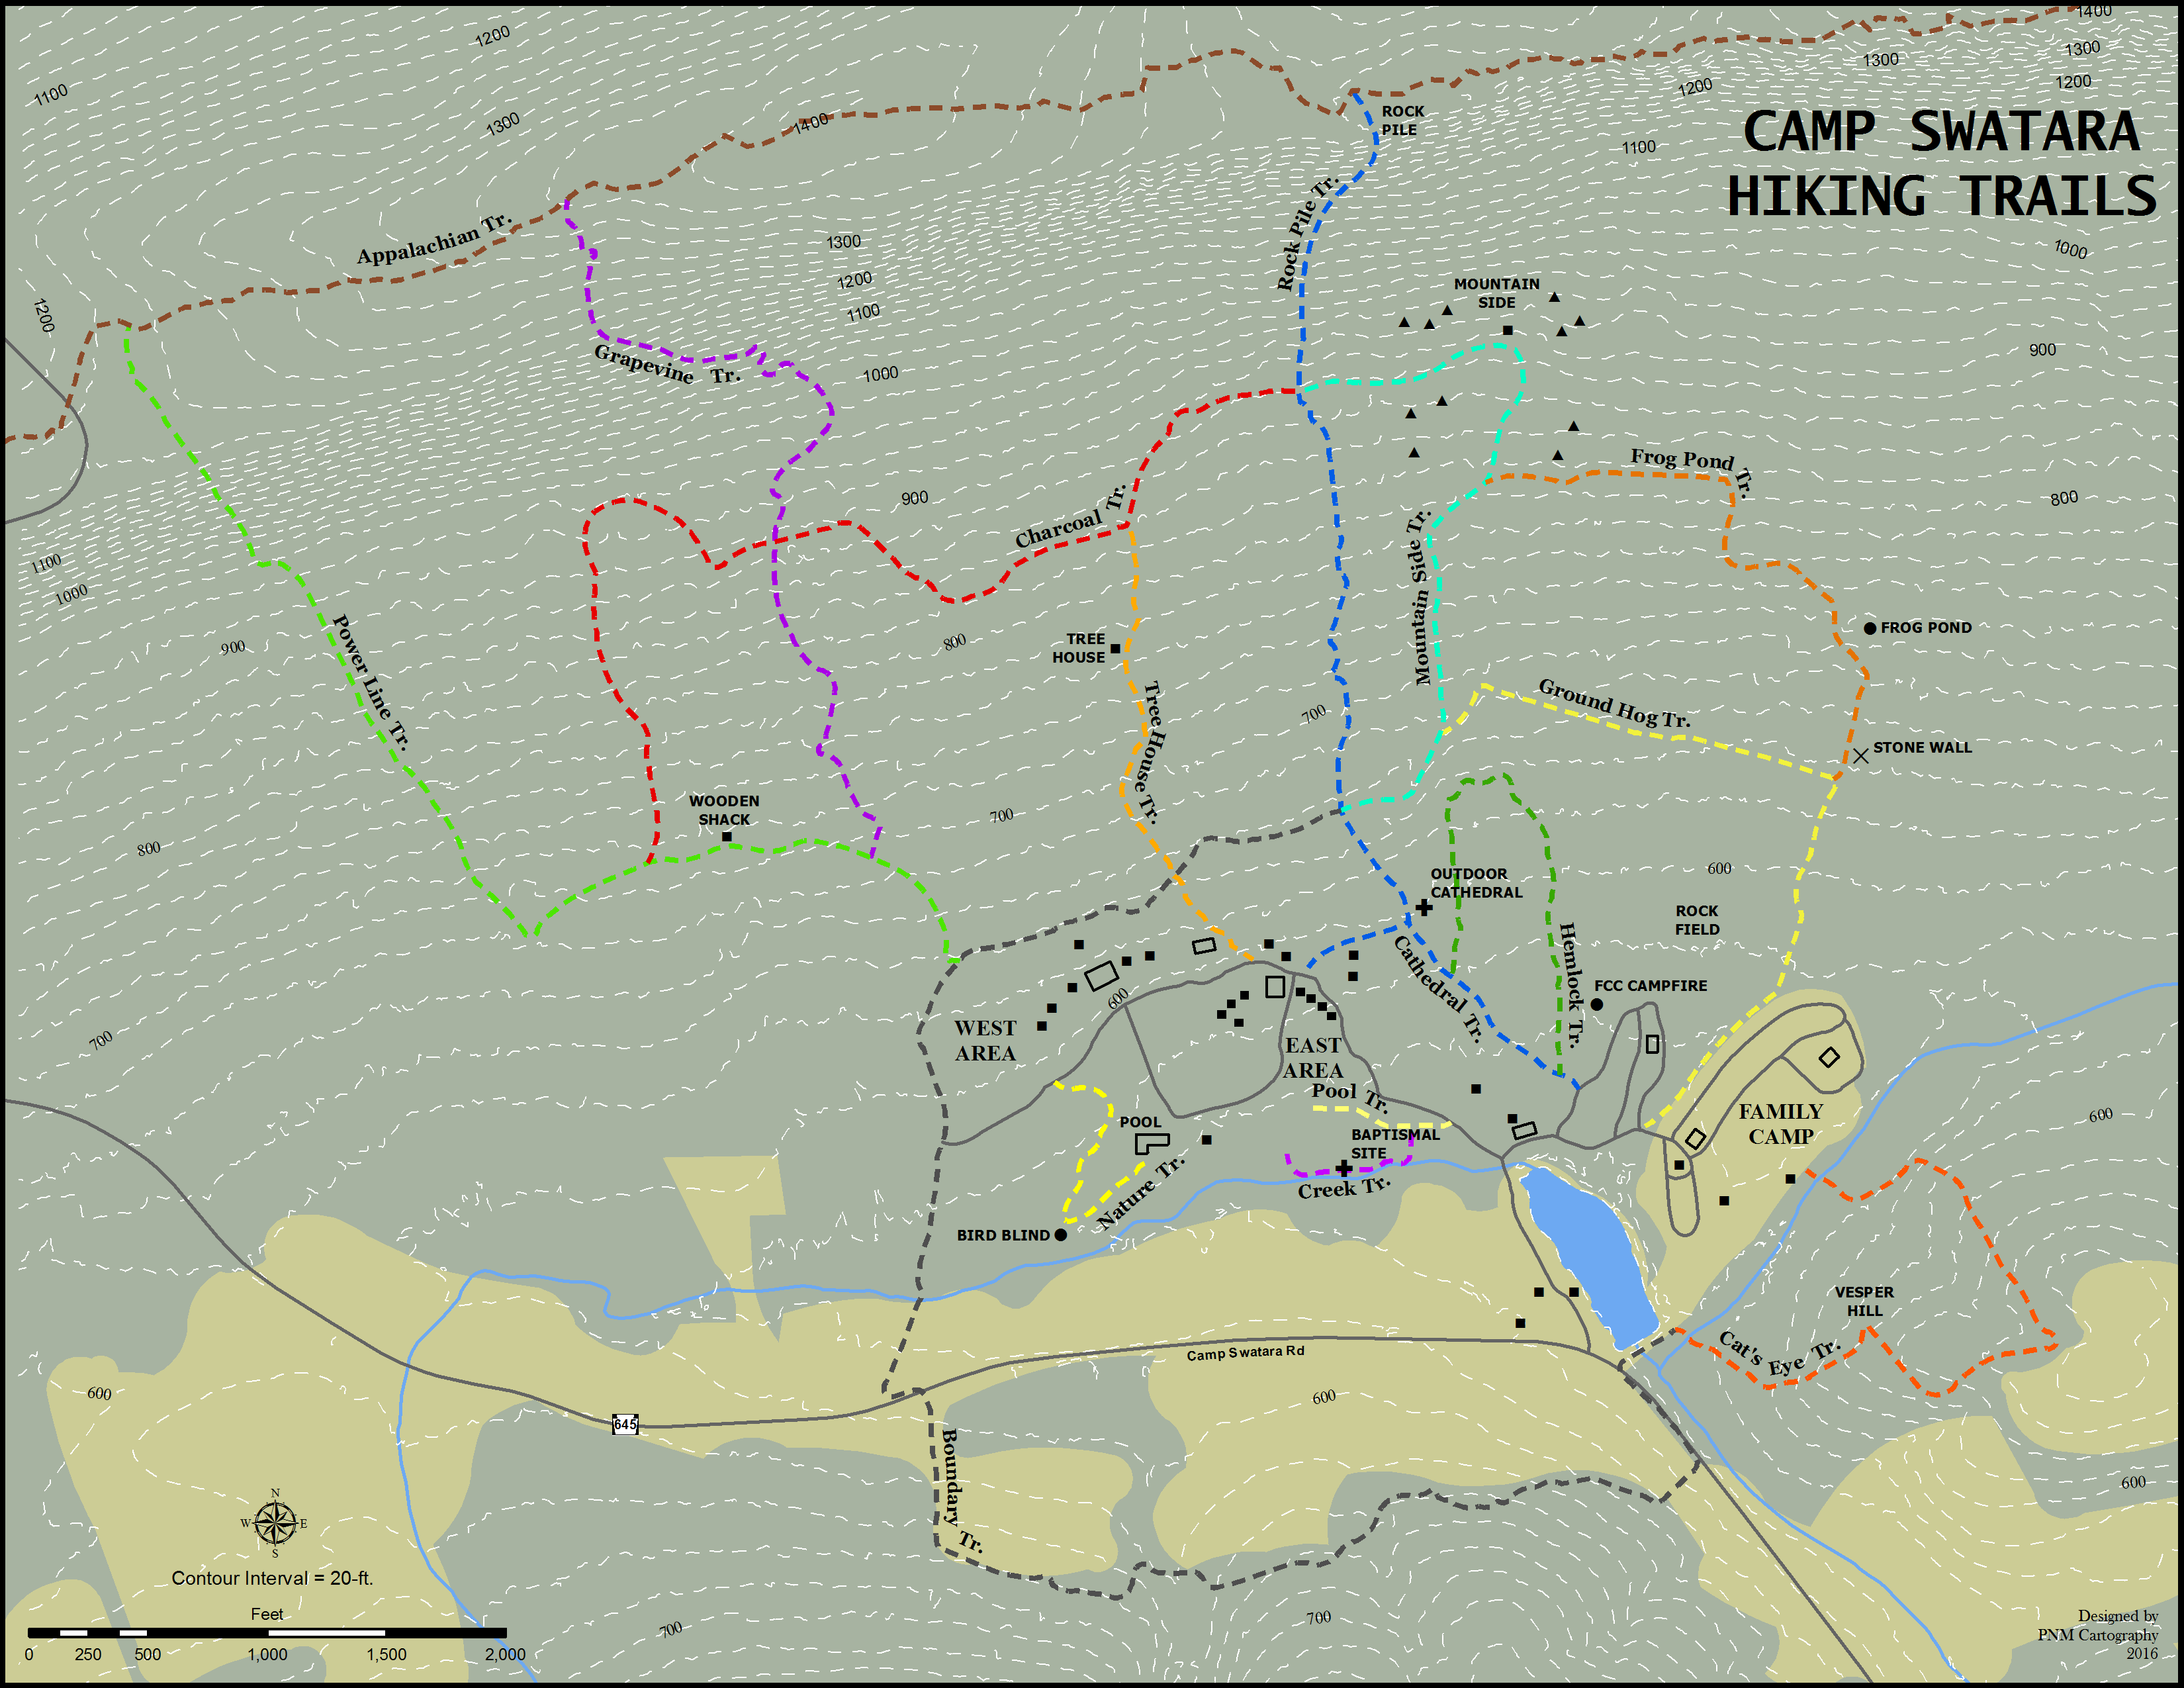 1400
1200
1300
1300
1200
1200
1100
1300
1400
ROCK
PILE
1100
CAMP SWATARA
HIKING TRAILS
Appalachian Tr.
Rock Pile Tr.
1300
1200
1100
1000
1000
1200
MOUNTAIN
SIDE
900
Grapevine Tr.
Frog Pond Tr.
900
800
Charcoal Tr.
1100
1000
Mountain Side Tr.
Power Line Tr.
900
800
TREE
HOUSE
FROG POND
Tree House Tr.
Ground Hog Tr.
700
STONE WALL
WOODEN
SHACK
700
800
OUTDOOR
CATHEDRAL
600
ROCK
FIELD
Cathedral Tr.
Hemlock Tr.
FCC CAMPFIRE
600
700
WEST
AREA
EAST
AREA
Pool Tr.
POOL
BAPTISMAL
SITE
FAMILY
CAMP
600
Nature Tr.
Creek Tr.
BIRD BLIND
VESPER
HILL
Cat's Eye Tr.
Camp Swatara Rd
600
600
645
Boundary Tr.
600
N
W
E
S
Contour Interval = 20-ft.
Feet
0 250 500 1,000 1,500 2,000
700
700
Designed by
PNM Cartography
2016